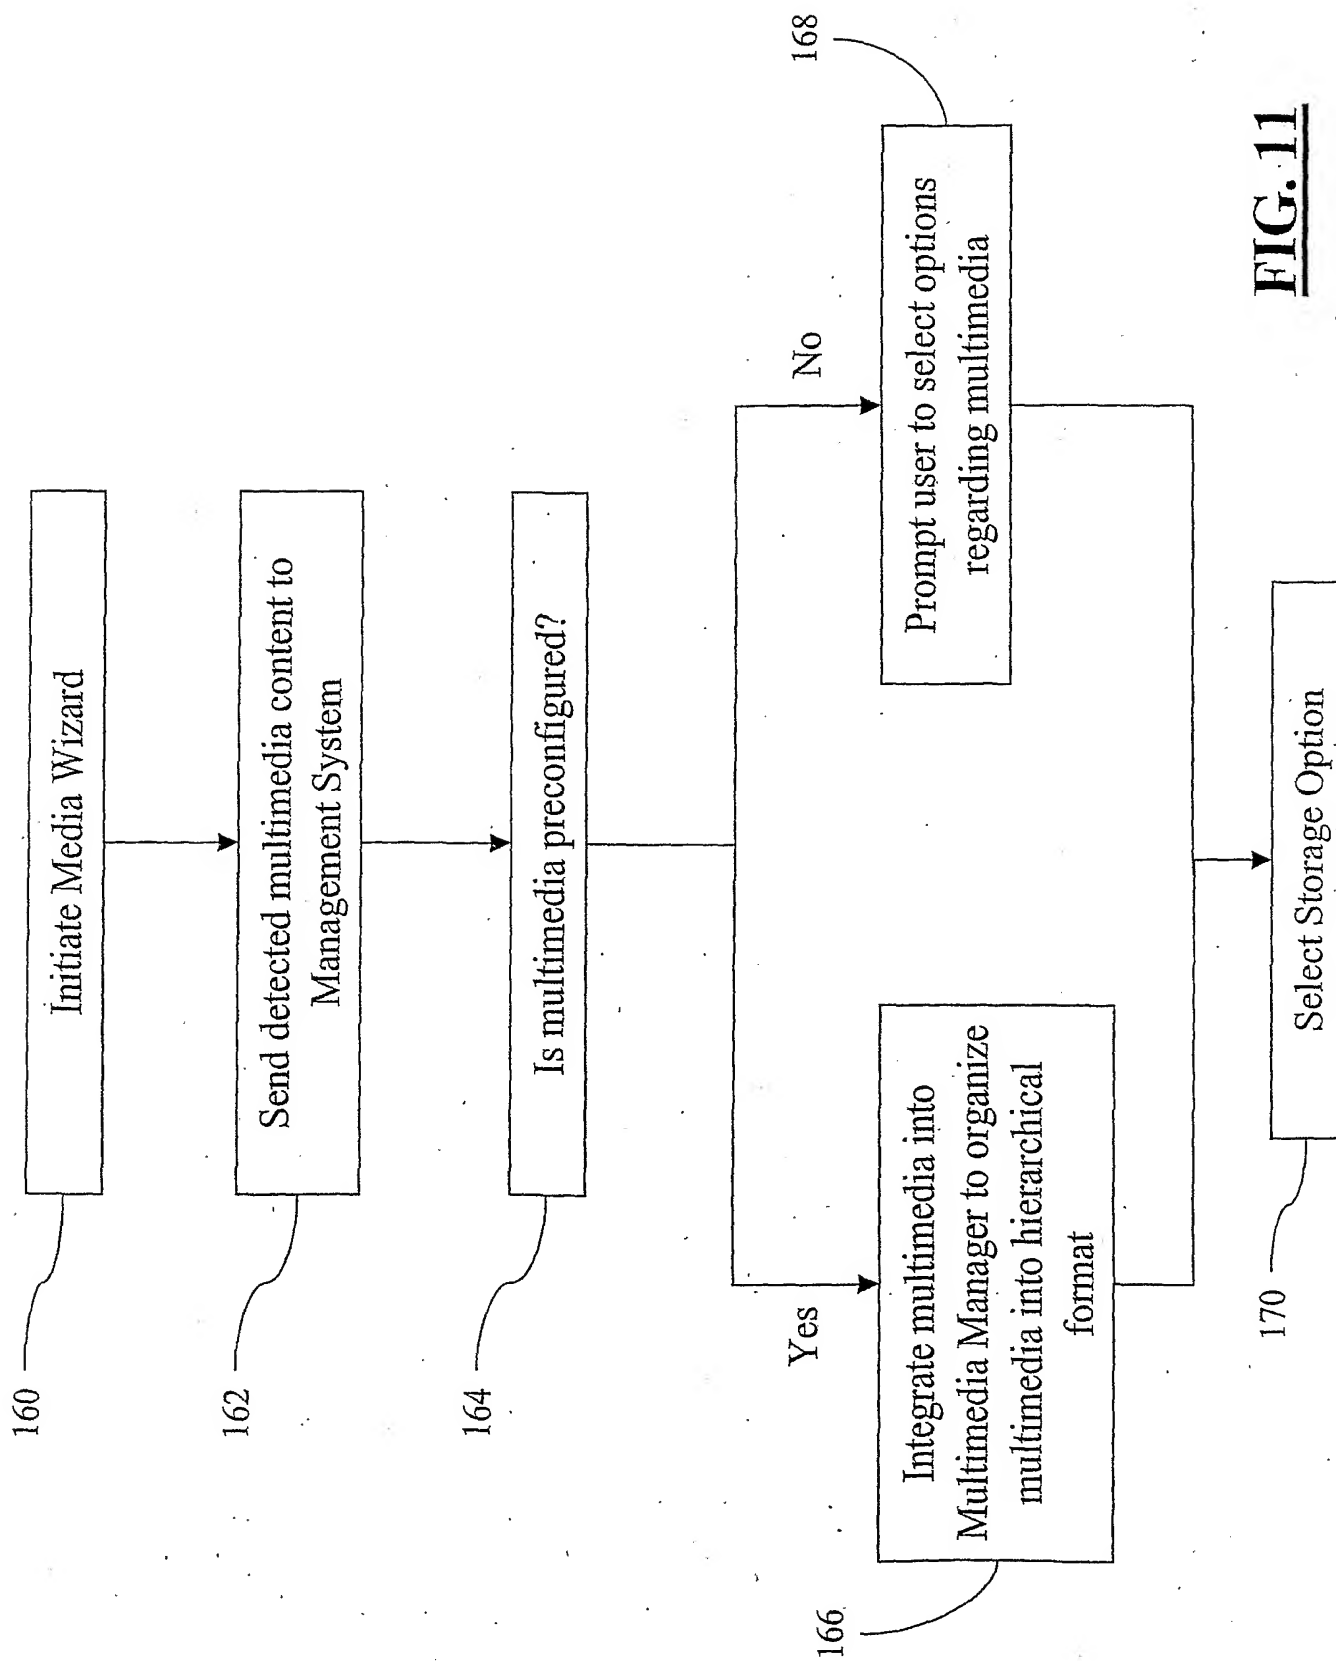 160
Initiate Media Wizard
162
Send detected multimedia content to
Management System
164
Is multimedia preconfigured?
Yes
No
166
Integrate multimedia into
Multimedia Manager to organize
multimedia into hierarchical
format
168
Prompt user to select options
regarding multimedia
170
Select Storage Option
FIG. 11